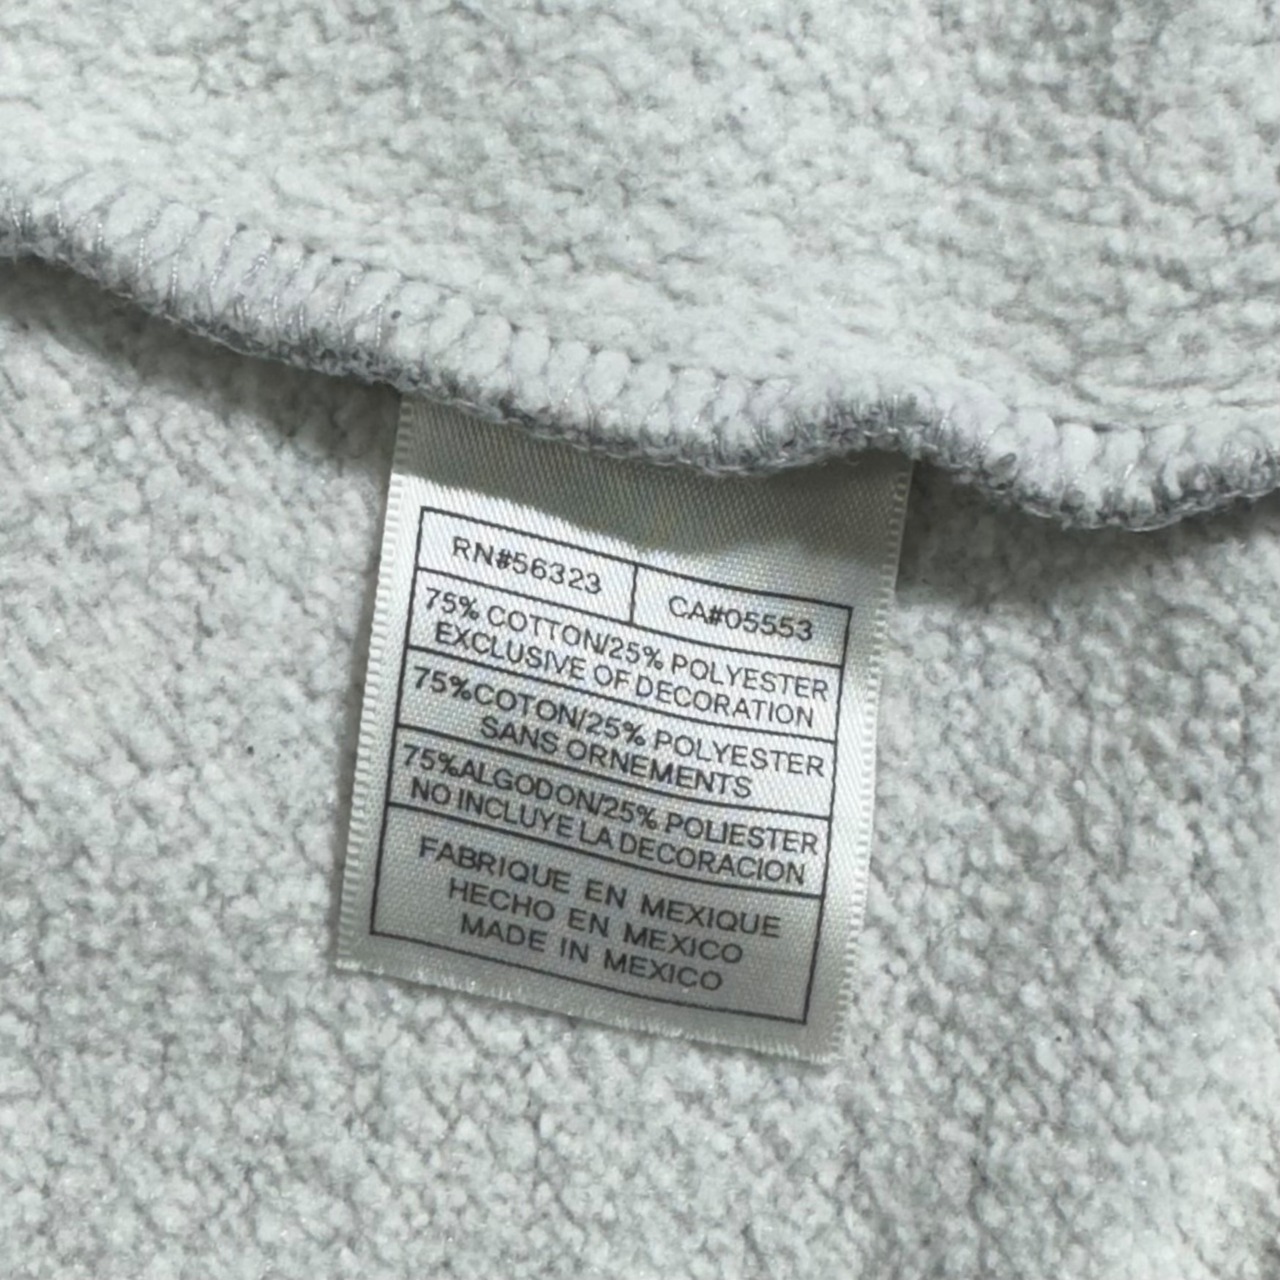 RN#56323 CA#05553
75% COTTON/25% POLYESTER
EXCLUSIVE OF DECORATION
75%COTON/25% POLYESTER
SANS ORNEMENTS
75%ALGODON/25% POLIESTER
NO INCLUYE LA DECORACION
FABRIQUE EN MEXIQUE
HECHO EN MEXICO
MADE IN MEXICO